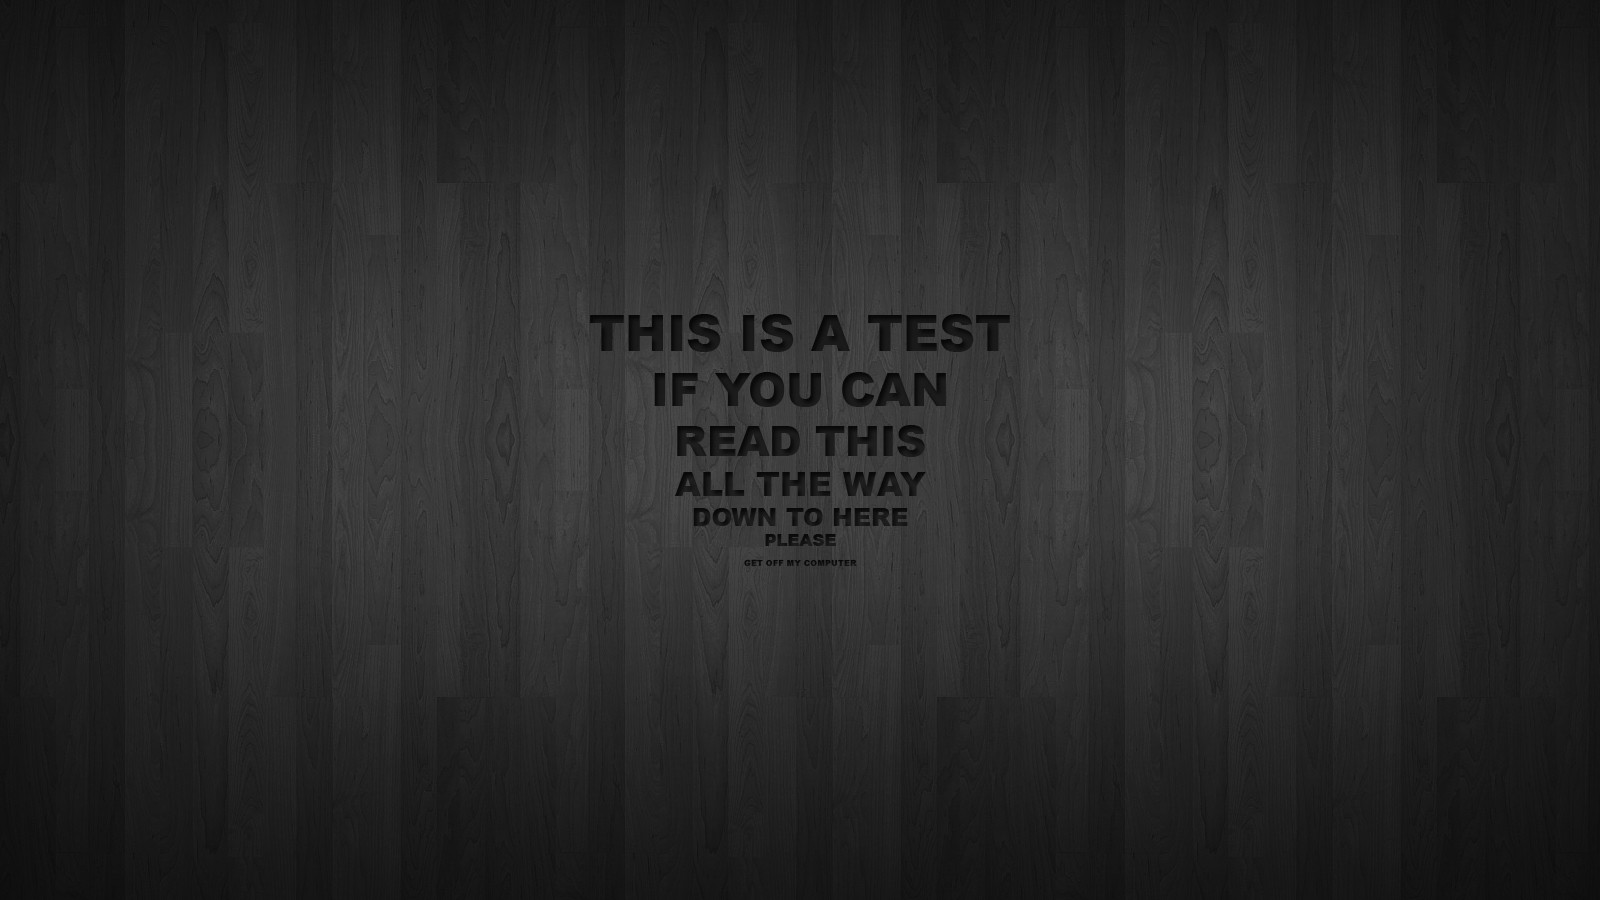 THIS IS A TEST
IF YOU CAN
READ THIS
ALL THE WAY
DOWN TO HERE
PLEASE
GET OFF MY COMPUTER